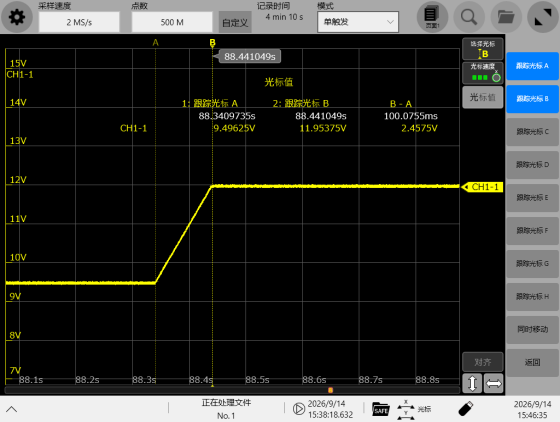 采样速度
2 MS/s
点数
500 M
自定义
记录时间
4 min 10 s
模式
单触发
A
B
88.441049s
选择光标
B
光标速度
光标值
跟踪光标 A
跟踪光标 B
跟踪光标 C
跟踪光标 D
跟踪光标 E
跟踪光标 F
跟踪光标 G
跟踪光标 H
同时移动
返回
光标值
1: 跟踪光标 A
2: 跟踪光标 B
B - A
88.3409735s
88.441049s
100.0755ms
CH1-1
9.49625V
11.95375V
2.4575V
15V
CH1-1
14V
13V
12V
11V
10V
9V
8V
7V
CH1-1
88.1s
88.2s
88.3s
88.4s
88.5s
88.6s
88.7s
88.8s
对齐
正在处理文件
No. 1
2026/9/14
15:38:18.632
SAFE
X
Y
光标
2026/9/14
15:46:35